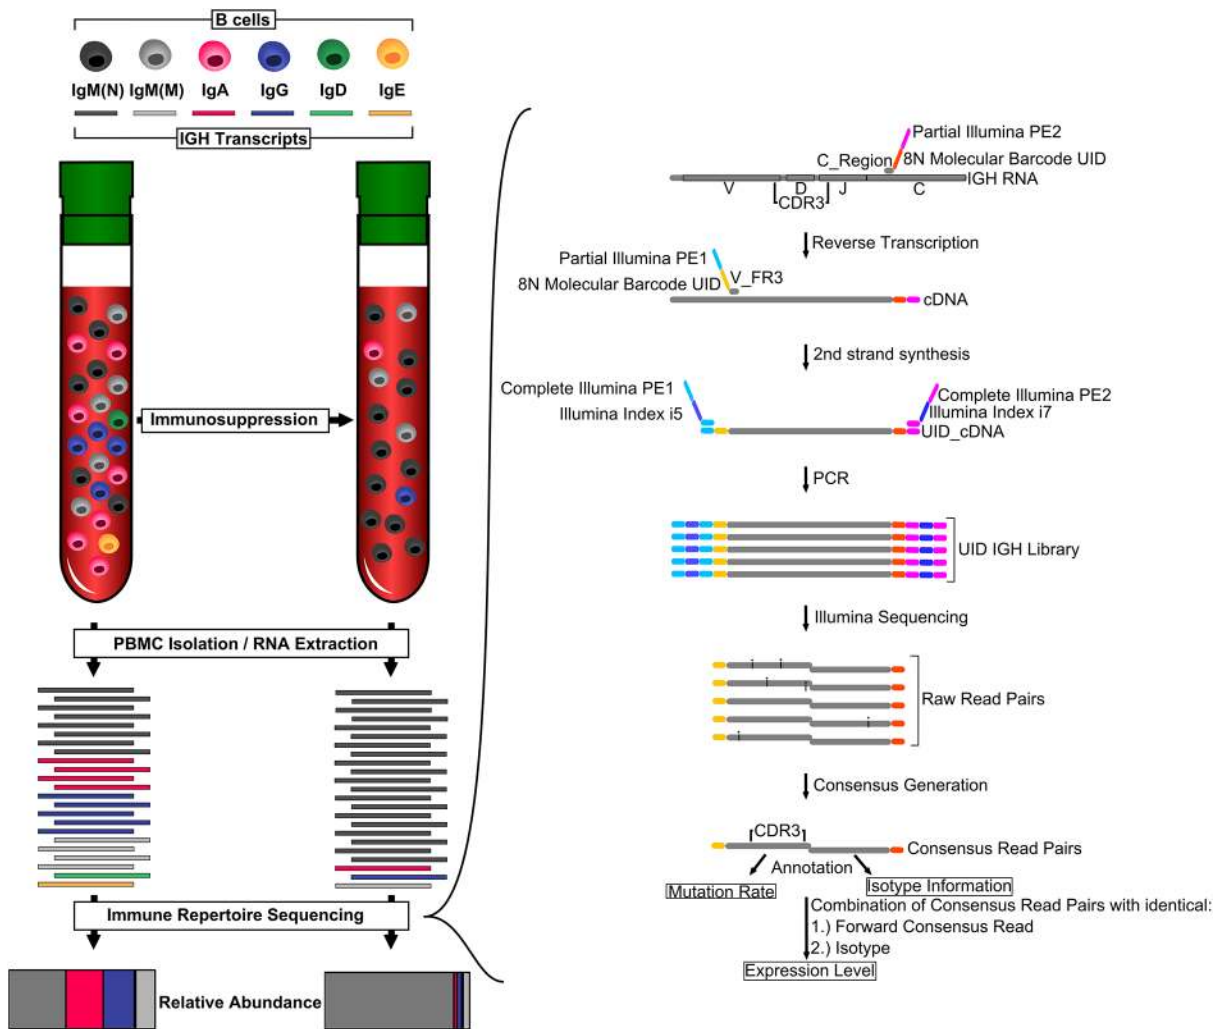 B cells
IgM(N) IgM(M) IgA IgG IgD IgE
IGH Transcripts
Immunosuppression
PBMC Isolation / RNA Extraction
Immune Repertoire Sequencing
Relative Abundance
Partial Illumina PE2
C_Region
8N Molecular Barcode UID
IGH RNA
V D J C
CDR3
Reverse Transcription
Partial Illumina PE1
8N Molecular Barcode UID
V_FR3
cDNA
2nd strand synthesis
Complete Illumina PE1
Illumina Index i5
Complete Illumina PE2
Illumina Index i7
UID_cDNA
PCR
UID IGH Library
Illumina Sequencing
Raw Read Pairs
Consensus Generation
CDR3
Consensus Read Pairs
Annotation
Mutation Rate
Isotype Information
Combination of Consensus Read Pairs with identical:
1.) Forward Consensus Read
2.) Isotype
Expression Level